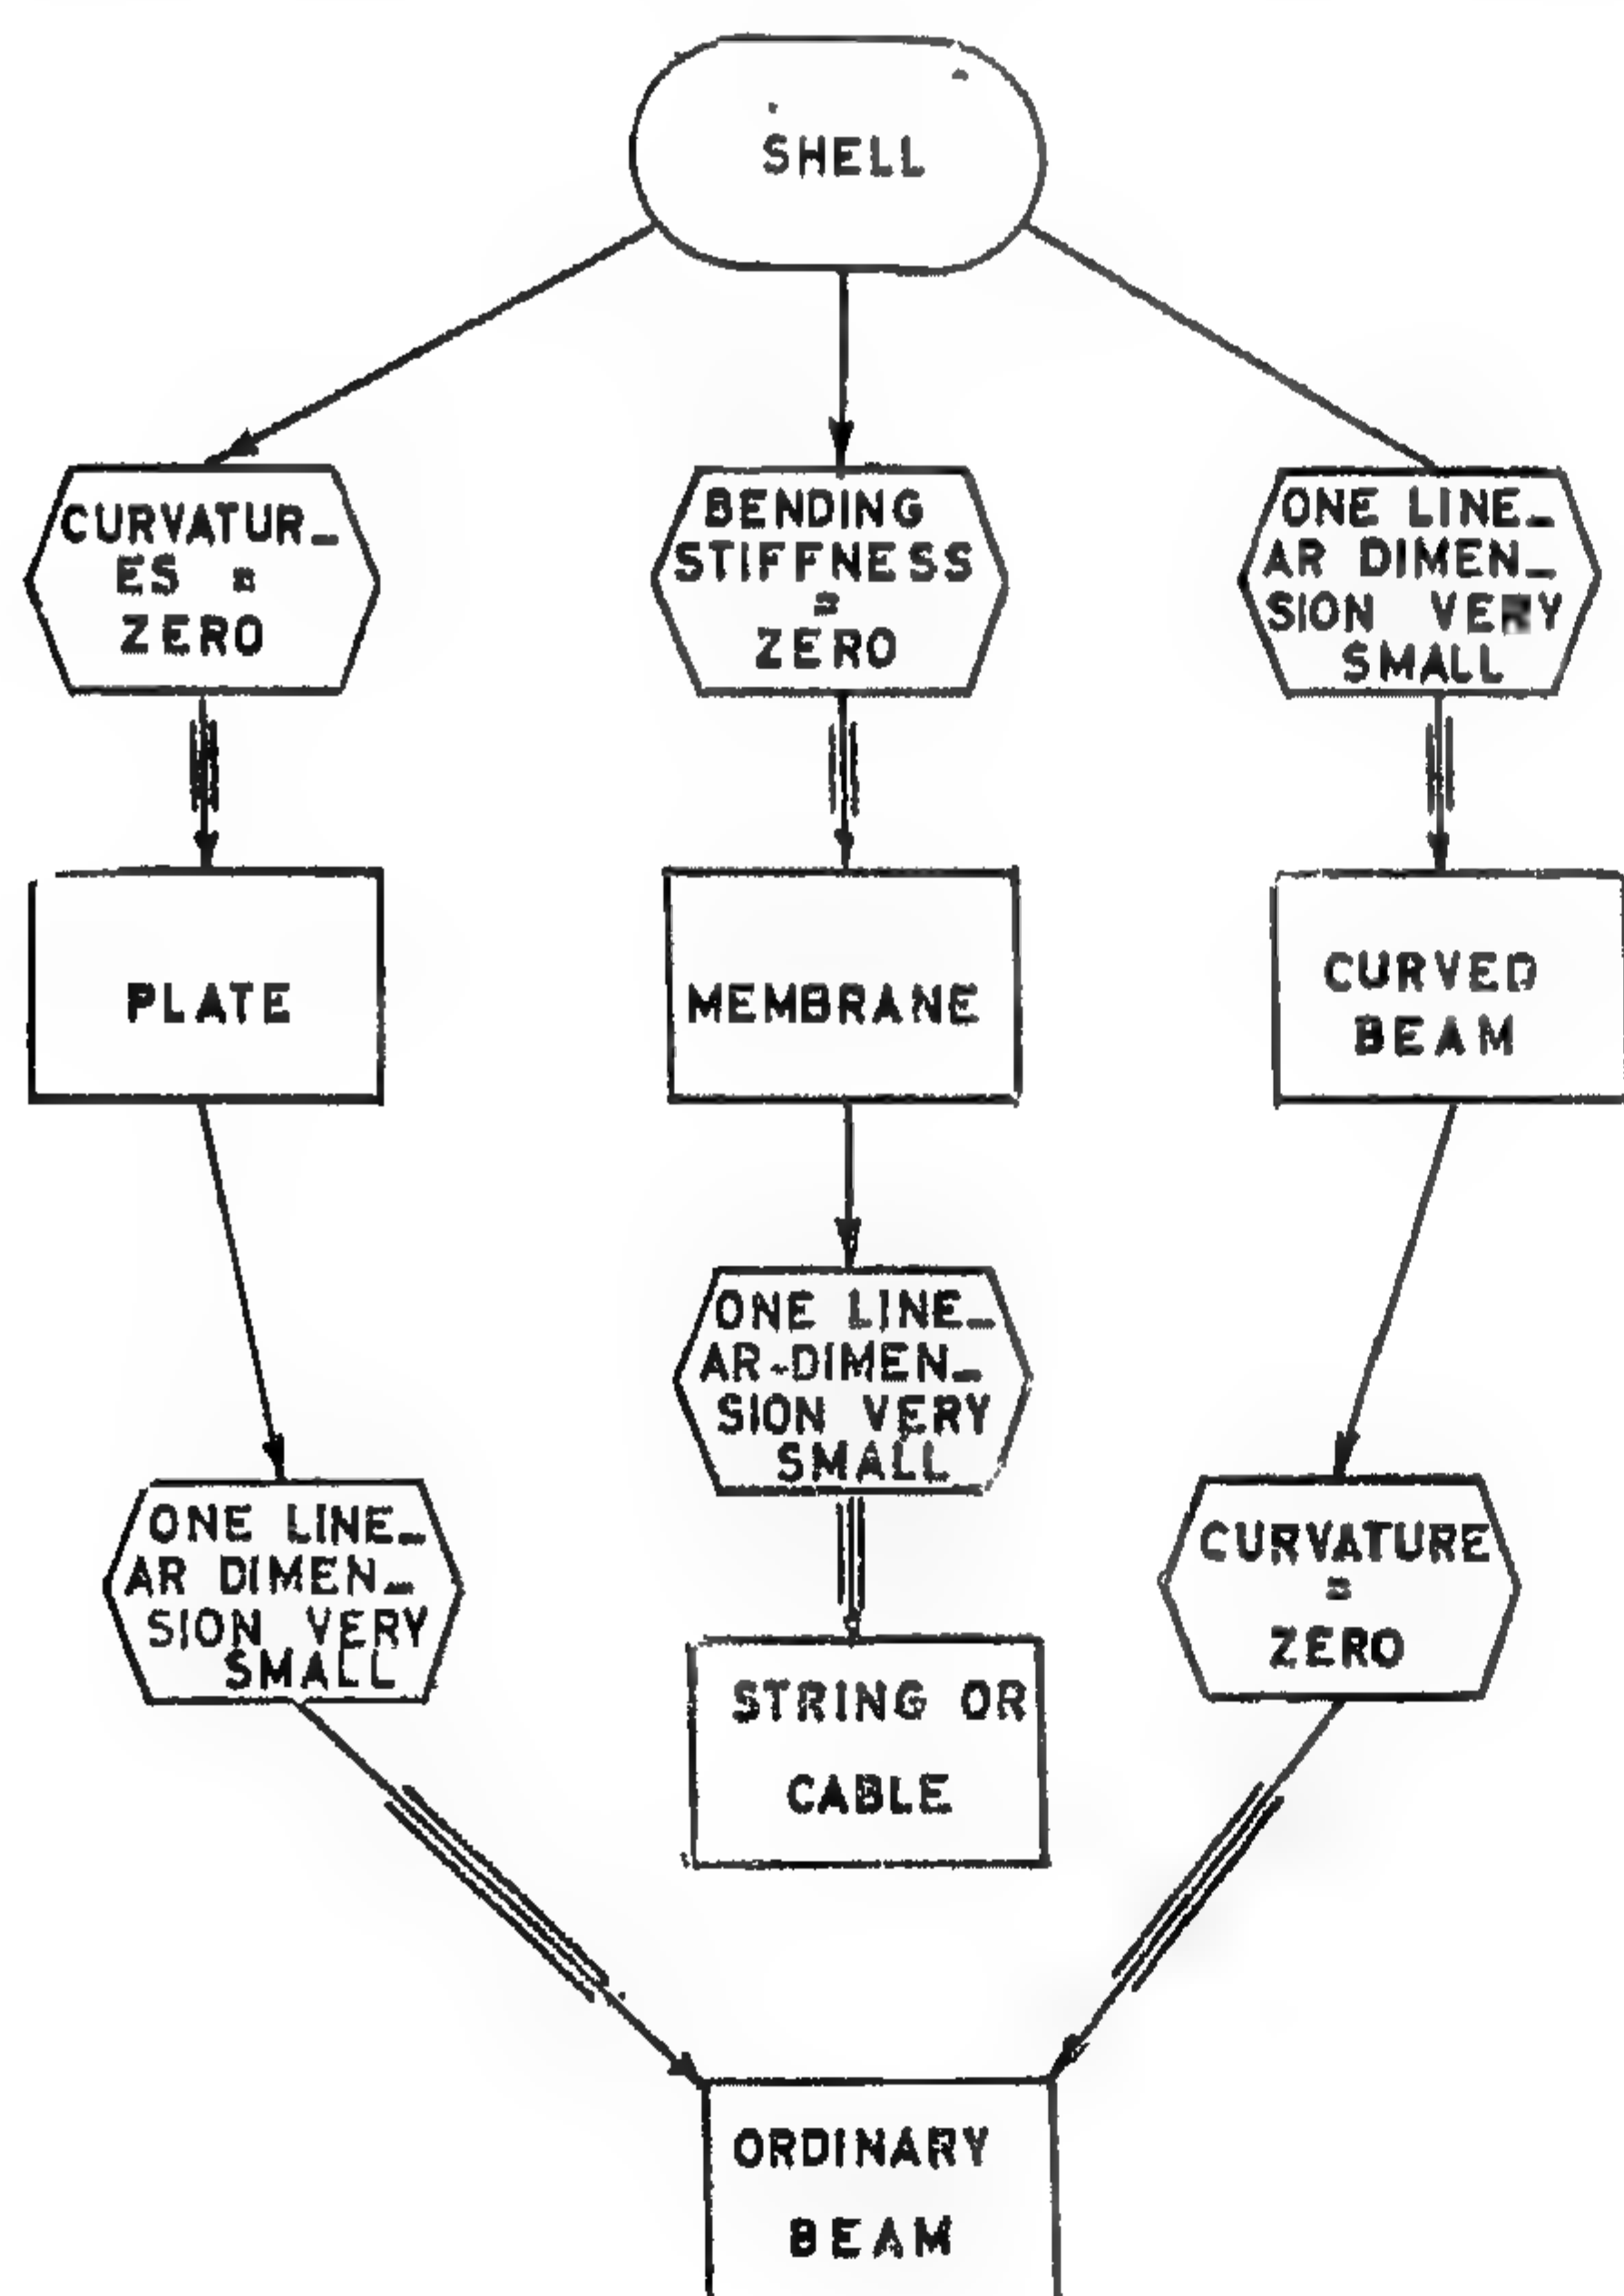 SHELL
CURVATUR_
ES =
ZERO
BENDING
STIFFNESS
=
ZERO
ONE LINE_
AR DIMEN_
SION VERY
SMALL
PLATE
MEMBRANE
CURVED
BEAM
ONE LINE_
AR-DIMEN_
SION VERY
SMALL
ONE LINE_
AR DIMEN_
SION VERY
SMALL
CURVATURE
=
ZERO
STRING OR
CABLE
ORDINARY
BEAM